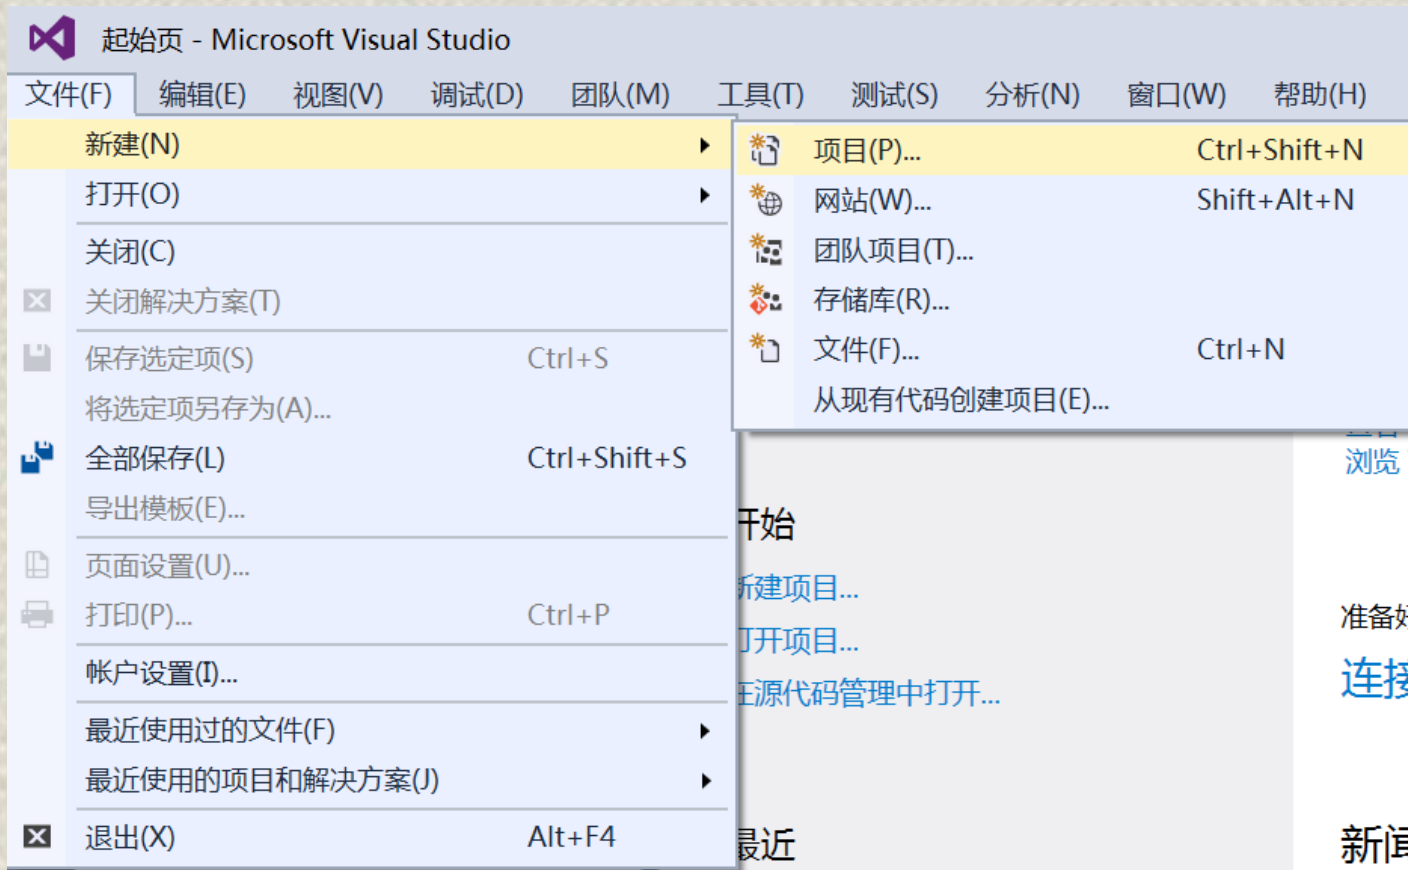 起始页 - Microsoft Visual Studio
文件(F) 编辑(E) 视图(V) 调试(D) 团队(M) 工具(T) 测试(S) 分析(N) 窗口(W) 帮助(H)
新建(N)
打开(O)
关闭(C)
关闭解决方案(T)
保存选定项(S) Ctrl+S
将选定项另存为(A)...
全部保存(L) Ctrl+Shift+S
导出模板(E)...
页面设置(U)...
打印(P)... Ctrl+P
帐户设置(I)...
最近使用过的文件(F)
最近使用的项目和解决方案(J)
退出(X) Alt+F4
项目(P)... Ctrl+Shift+N
网站(W)... Shift+Alt+N
团队项目(T)...
存储库(R)...
文件(F)... Ctrl+N
从现有代码创建项目(E)...
开始
新建项目...
打开项目...
在源代码管理中打开...
最近
浏览
准备好
连接
新闻